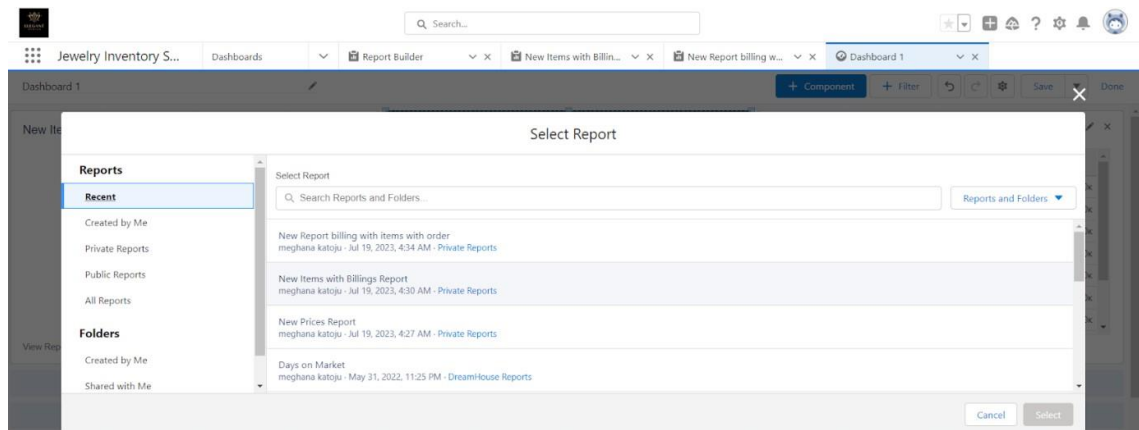 Search...
Jewelry Inventory S...
Dashboards
Report Builder
New Items with Billin...
New Report billing w...
Dashboard 1
Dashboard 1
+ Component
+ Filter
Save
Done
New Ite
Select Report
Reports
Recent
Created by Me
Private Reports
Public Reports
All Reports
Folders
Created by Me
Shared with Me
Select Report
Search Reports and Folders...
Reports and Folders
New Report billing with items with order
meghana katoju - Jul 19, 2023, 4:34 AM - Private Reports
New Items with Billings Report
meghana katoju - Jul 19, 2023, 4:30 AM - Private Reports
New Prices Report
meghana katoju - Jul 19, 2023, 4:27 AM - Private Reports
Days on Market
meghana katoju - May 31, 2022, 11:25 PM - DreamHouse Reports
View Rep
Cancel
Select